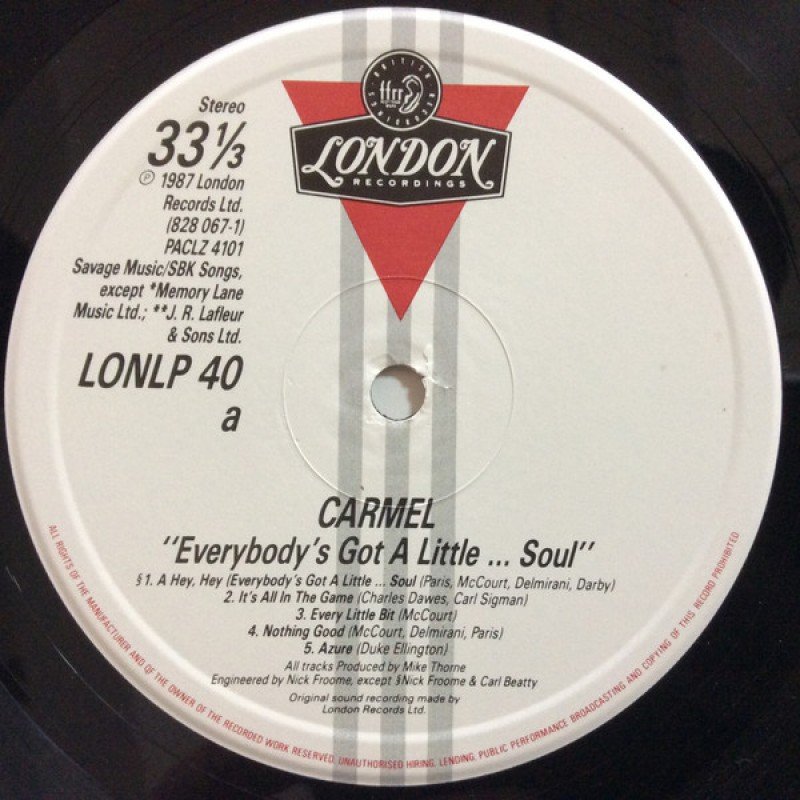 BRITISH
ffrr
LONDON
RECORDINGS
Stereo
33⅓
℗ 1987 London
Records Ltd.
(828 067-1)
PACLZ 4101
Savage Music/SBK Songs,
except *Memory Lane
Music Ltd.; **J. R. Lafleur
& Sons Ltd.
LONLP 40
a
CARMEL
"Everybody's Got A Little ... Soul"
§1. A Hey, Hey (Everybody's Got A Little ... Soul (Paris, McCourt, Delmirani, Darby)
2. It's All In The Game (Charles Dawes, Carl Sigman)
3. Every Little Bit (McCourt)
4. Nothing Good (McCourt, Delmirani, Paris)
5. Azure (Duke Ellington)
All tracks Produced by Mike Thorne
Engineered by Nick Froome, except §Nick Froome & Carl Beatty
Original sound recording made by
London Records Ltd.
ALL RIGHTS OF THE MANUFACTURER AND OF THE OWNER OF THE RECORDED WORK RESERVED. UNAUTHORISED HIRING, LENDING, PUBLIC PERFORMANCE BROADCASTING AND COPYING OF THIS RECORD PROHIBITED